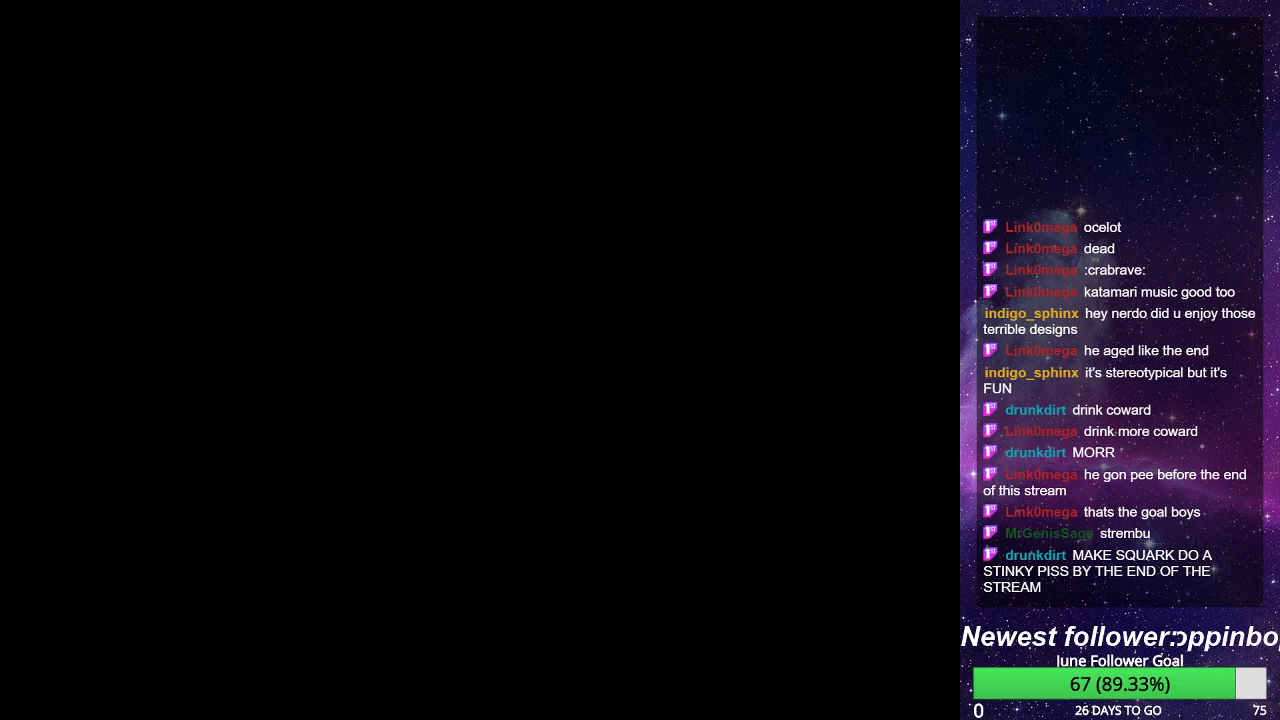 Link0mega ocelot
Link0mega dead
Link0mega :crabrave:
Link0mega katamari music good too
indigo_sphinx hey nerdo did u enjoy those
terrible designs
Link0mega he aged like the end
indigo_sphinx it's stereotypical but it's
FUN
drunkdirt drink coward
Link0mega drink more coward
drunkdirt MORR
Link0mega he gon pee before the end
of this stream
Link0mega thats the goal boys
MrGenisSage strembu
drunkdirt MAKE SQUARK DO A
STINKY PISS BY THE END OF THE
STREAM
Newest follower:
June Follower Goal
67 (89.33%)
0 26 DAYS TO GO 75